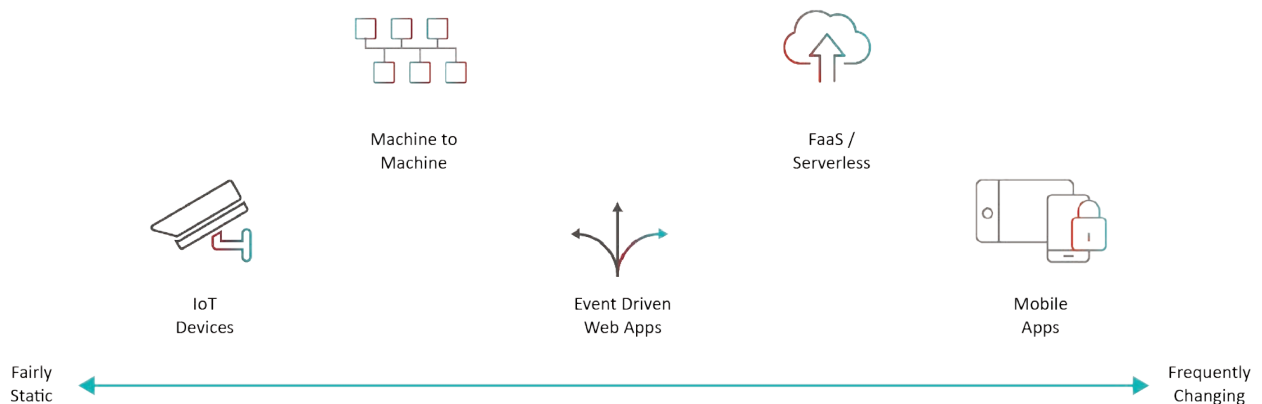 Machine to
Machine
FaaS /
Serverless
IoT
Devices
Event Driven
Web Apps
Mobile
Apps
Fairly
Static
Frequently
Changing